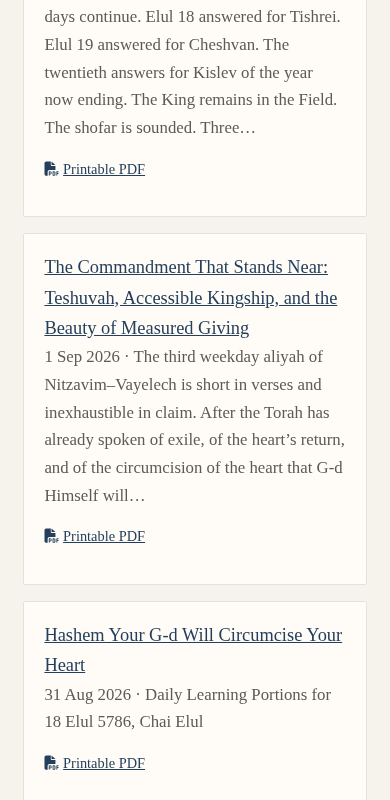 days continue. Elul 18 answered for Tishrei.
Elul 19 answered for Cheshvan. The
twentieth answers for Kislev of the year
now ending. The King remains in the Field.
The shofar is sounded. Three…
Printable PDF
The Commandment That Stands Near:
Teshuvah, Accessible Kingship, and the
Beauty of Measured Giving
1 Sep 2026 · The third weekday aliyah of
Nitzavim–Vayelech is short in verses and
inexhaustible in claim. After the Torah has
already spoken of exile, of the heart’s return,
and of the circumcision of the heart that G-d
Himself will…
Printable PDF
Hashem Your G-d Will Circumcise Your
Heart
31 Aug 2026 · Daily Learning Portions for
18 Elul 5786, Chai Elul
Printable PDF